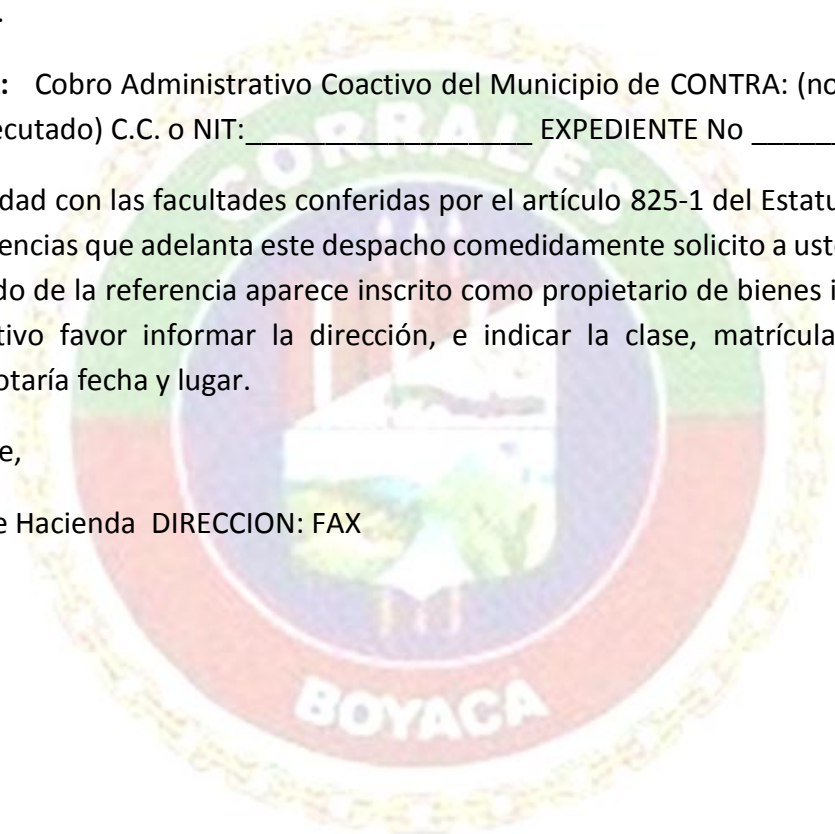 .
: Cobro Administrativo Coactivo del Municipio de CONTRA: (no
ecutado) C.C. o NIT:___________________ EXPEDIENTE No ______
dad con las facultades conferidas por el artículo 825-1 del Estatu
encias que adelanta este despacho comedidamente solicito a uste
do de la referencia aparece inscrito como propietario de bienes i
tivo favor informar la dirección, e indicar la clase, matrícula
otaría fecha y lugar.
e,
e Hacienda DIRECCION: FAX
CORRALES
BOYACÁ